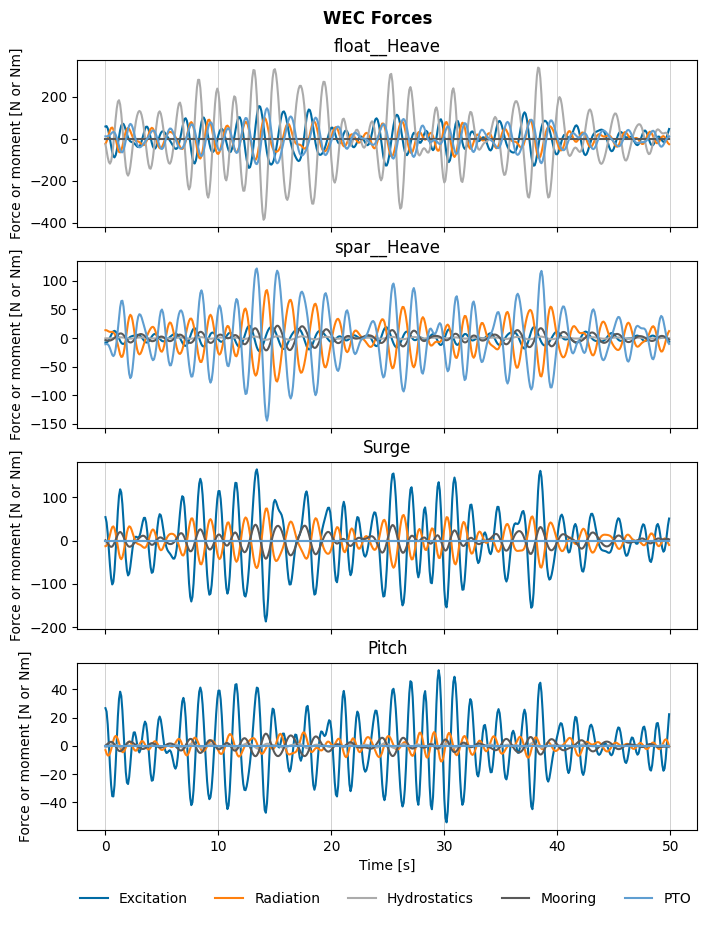 WEC Forces
float__Heave
Force or moment [N or Nm]
200
0
−200
−400
spar__Heave
Force or moment [N or Nm]
100
50
0
−50
−100
−150
Surge
Force or moment [N or Nm]
100
0
−100
−200
Pitch
Force or moment [N or Nm]
40
20
0
−20
−40
0 10 20 30 40 50
Time [s]
Excitation Radiation Hydrostatics Mooring PTO